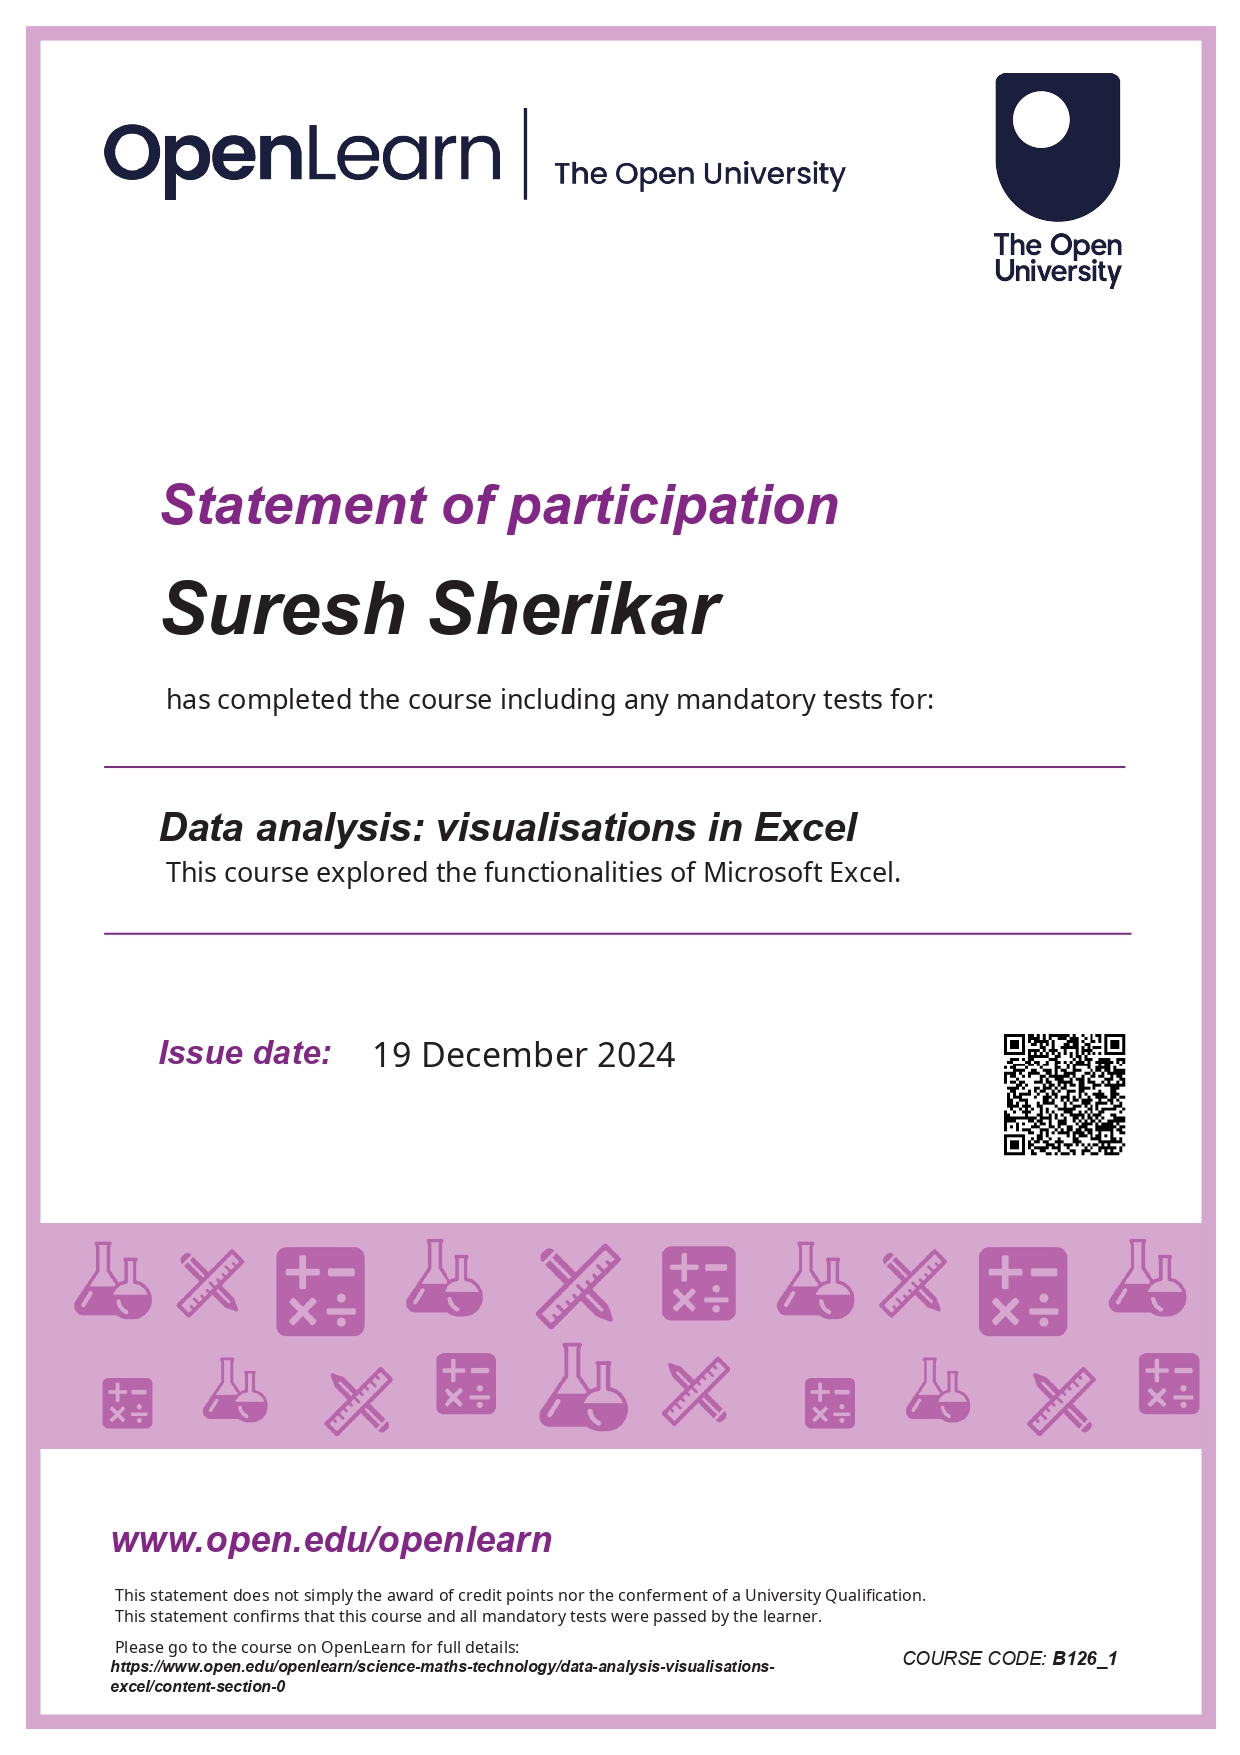 OpenLearn | The Open University
The Open
University
Statement of participation
Suresh Sherikar
has completed the course including any mandatory tests for:
Data analysis: visualisations in Excel
This course explored the functionalities of Microsoft Excel.
Issue date: 19 December 2024
www.open.edu/openlearn
This statement does not simply the award of credit points nor the conferment of a University Qualification.
This statement confirms that this course and all mandatory tests were passed by the learner.
Please go to the course on OpenLearn for full details:
https://www.open.edu/openlearn/science-maths-technology/data-analysis-visualisations-
excel/content-section-0
COURSE CODE: B126_1